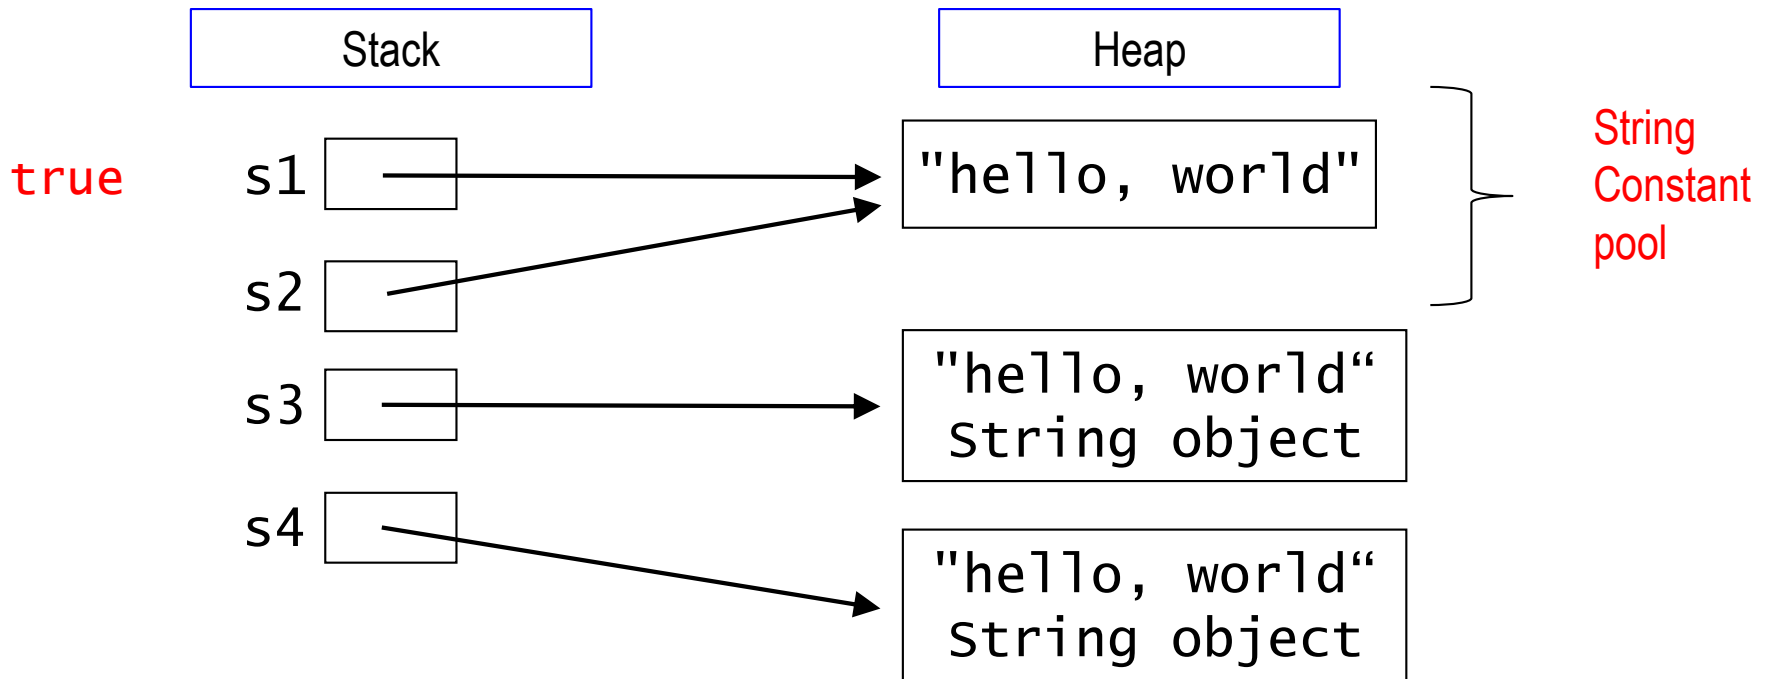 Stack
Heap
true
s1
"hello, world"
String
Constant
pool
s2
s3
"hello, world“
String object
s4
"hello, world“
String object